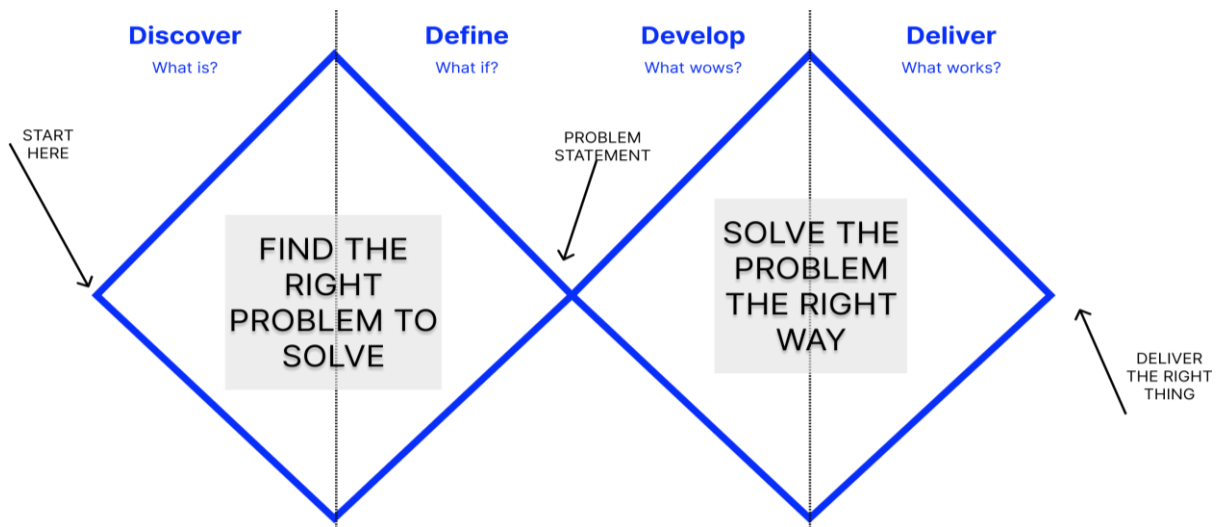 Discover
What is?
Define
What if?
Develop
What wows?
Deliver
What works?
START
HERE
PROBLEM
STATEMENT
FIND THE
RIGHT
PROBLEM TO
SOLVE
SOLVE THE
PROBLEM
THE RIGHT
WAY
DELIVER
THE RIGHT
THING